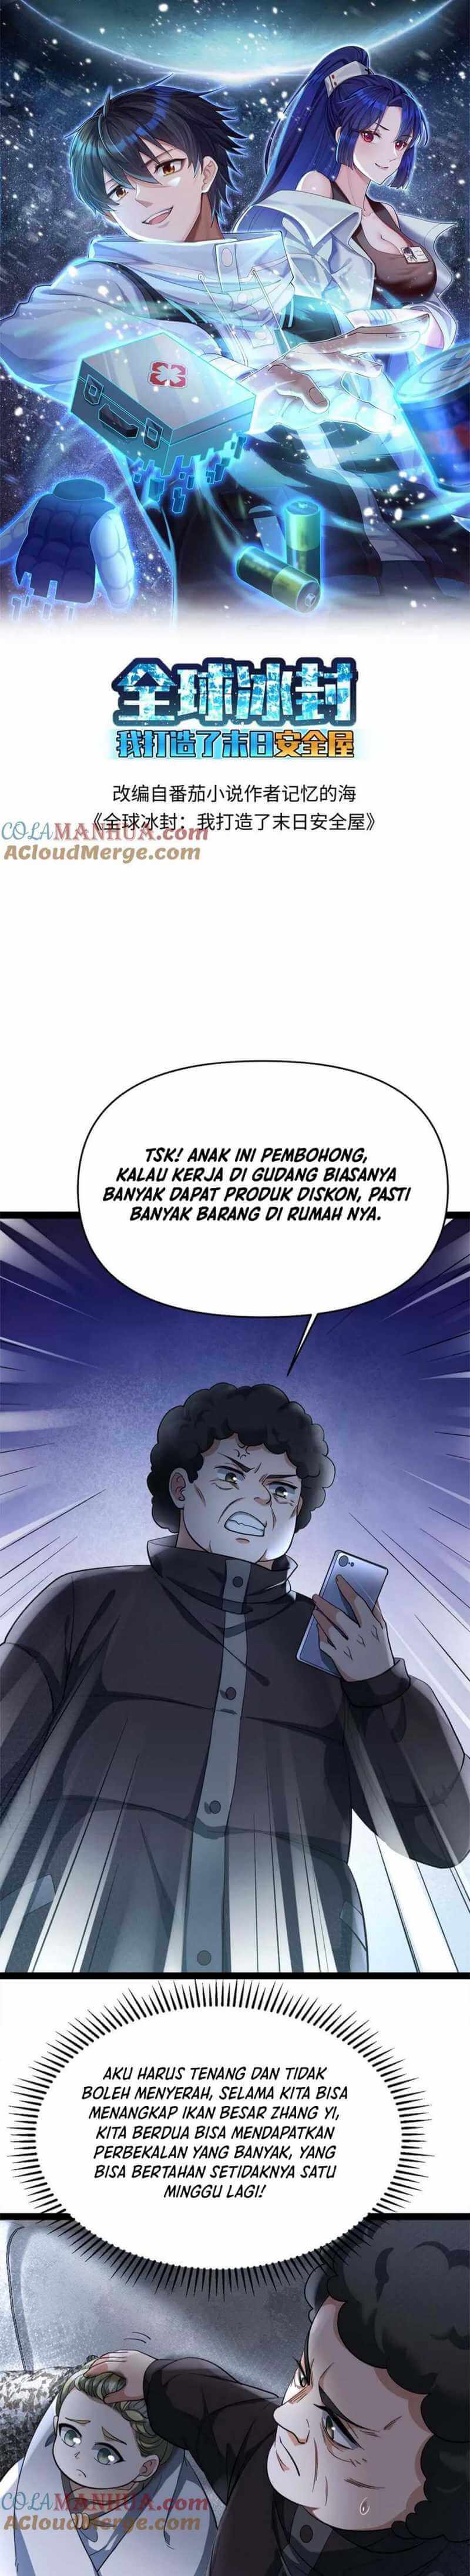 全球冰封
我打造了末日安全屋
改编自番茄小说作者记忆的海
《全球冰封：我打造了末日安全屋》
COLAMANHUA.com
ACloudMerge.com
TSK! ANAK INI PEMBOHONG,
KALAU KERJA DI GUDANG BIASANYA
BANYAK DAPAT PRODUK DISKON, PASTI
BANYAK BARANG DI RUMAH NYA.
AKU HARUS TENANG DAN TIDAK
BOLEH MENYERAH, SELAMA KITA BISA
MENANGKAP IKAN BESAR ZHANG YI,
KITA BERDUA BISA MENDAPATKAN
PERBEKALAN YANG BANYAK, YANG
BISA BERTAHAN SETIDAKNYA SATU
MINGGU LAGI!
COLAMANHUA.com
ACloudMerge.com